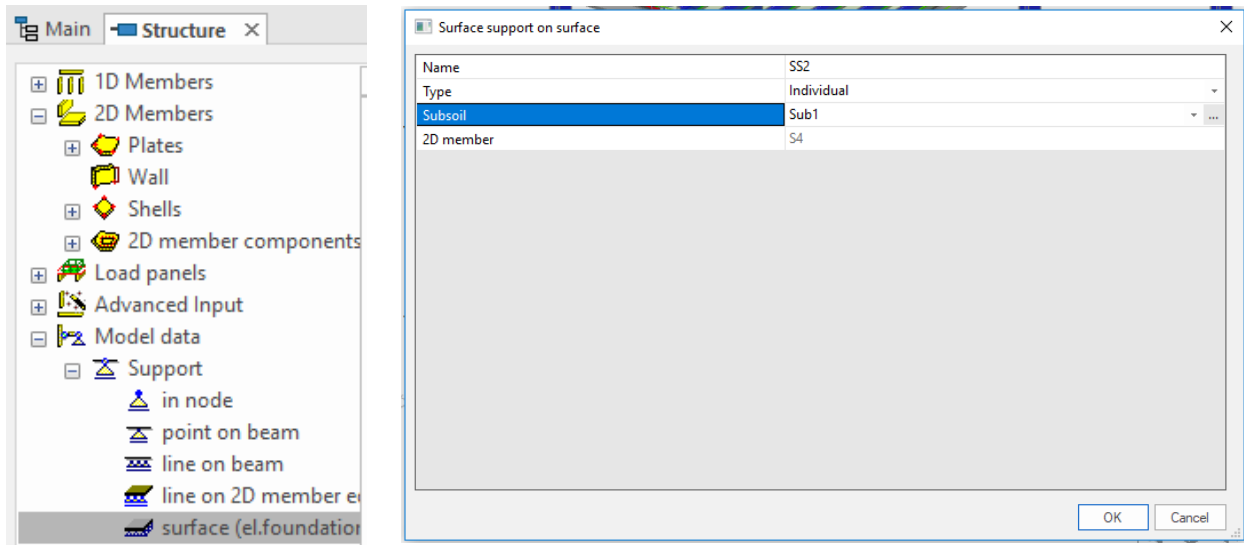 Main
Structure
1D Members
2D Members
Plates
Wall
Shells
2D member components
Load panels
Advanced Input
Model data
Support
in node
point on beam
line on beam
line on 2D member e
surface (el.foundation
Surface support on surface
Name SS2
Type Individual
Subsoil Sub1 ...
2D member S4
OK Cancel